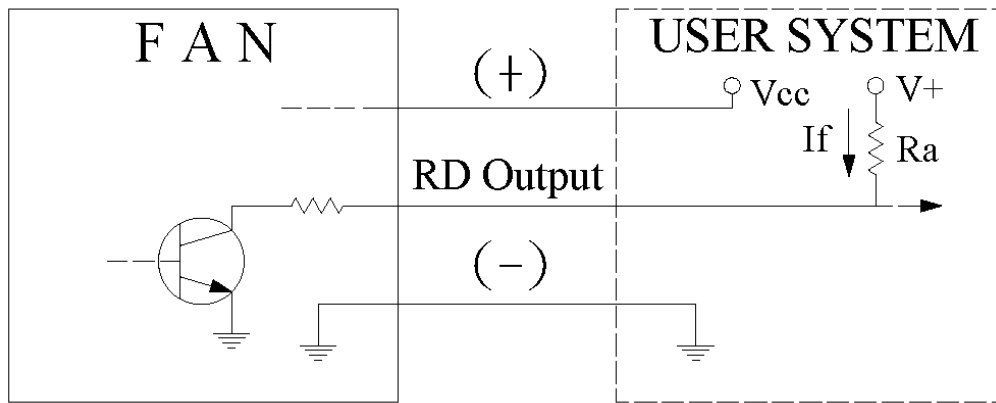 F A N
USER SYSTEM
(+)
Vcc
V+
If
Ra
RD Output
(-)